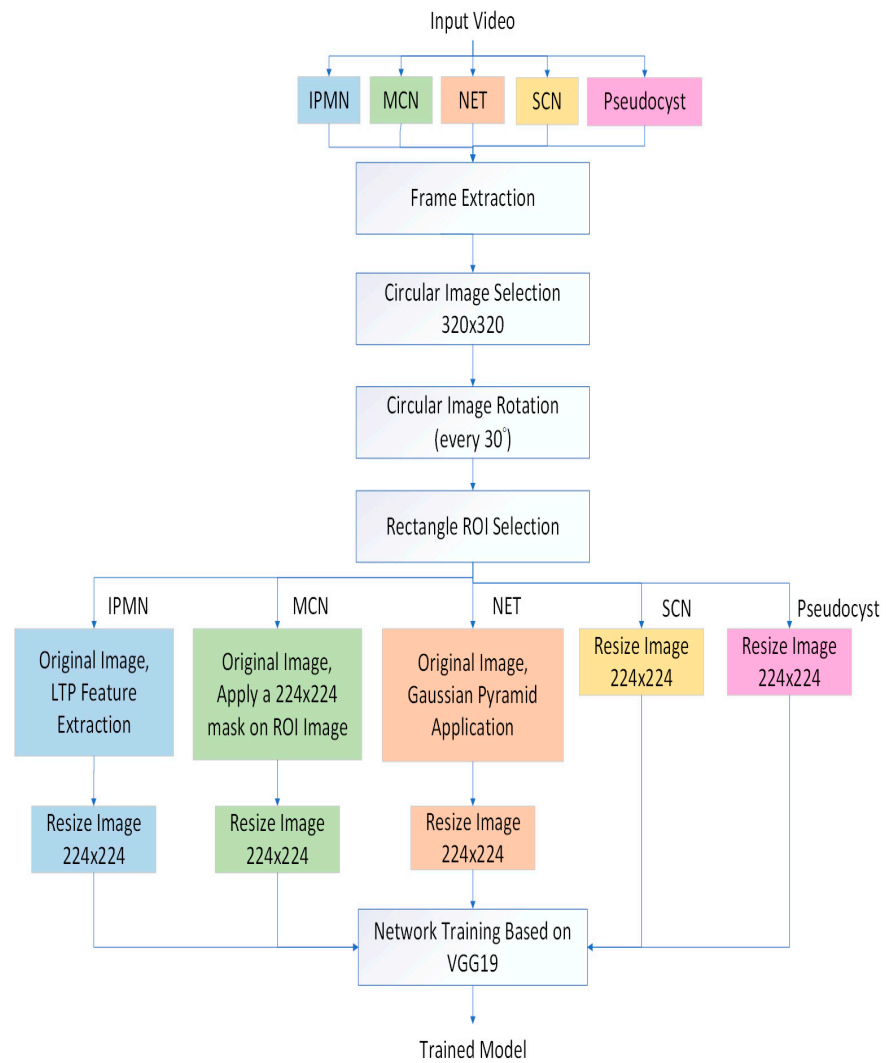 Input Video
IPMN
MCN
NET
SCN
Pseudocyst
Frame Extraction
Circular Image Selection
320x320
Circular Image Rotation
(every 30°)
Rectangle ROI Selection
IPMN
MCN
NET
SCN
Pseudocyst
Original Image,
LTP Feature
Extraction
Original Image,
Apply a 224x224
mask on ROI Image
Original Image,
Gaussian Pyramid
Application
Resize Image
224x224
Resize Image
224x224
Resize Image
224x224
Resize Image
224x224
Resize Image
224x224
Network Training Based on
VGG19
Trained Model